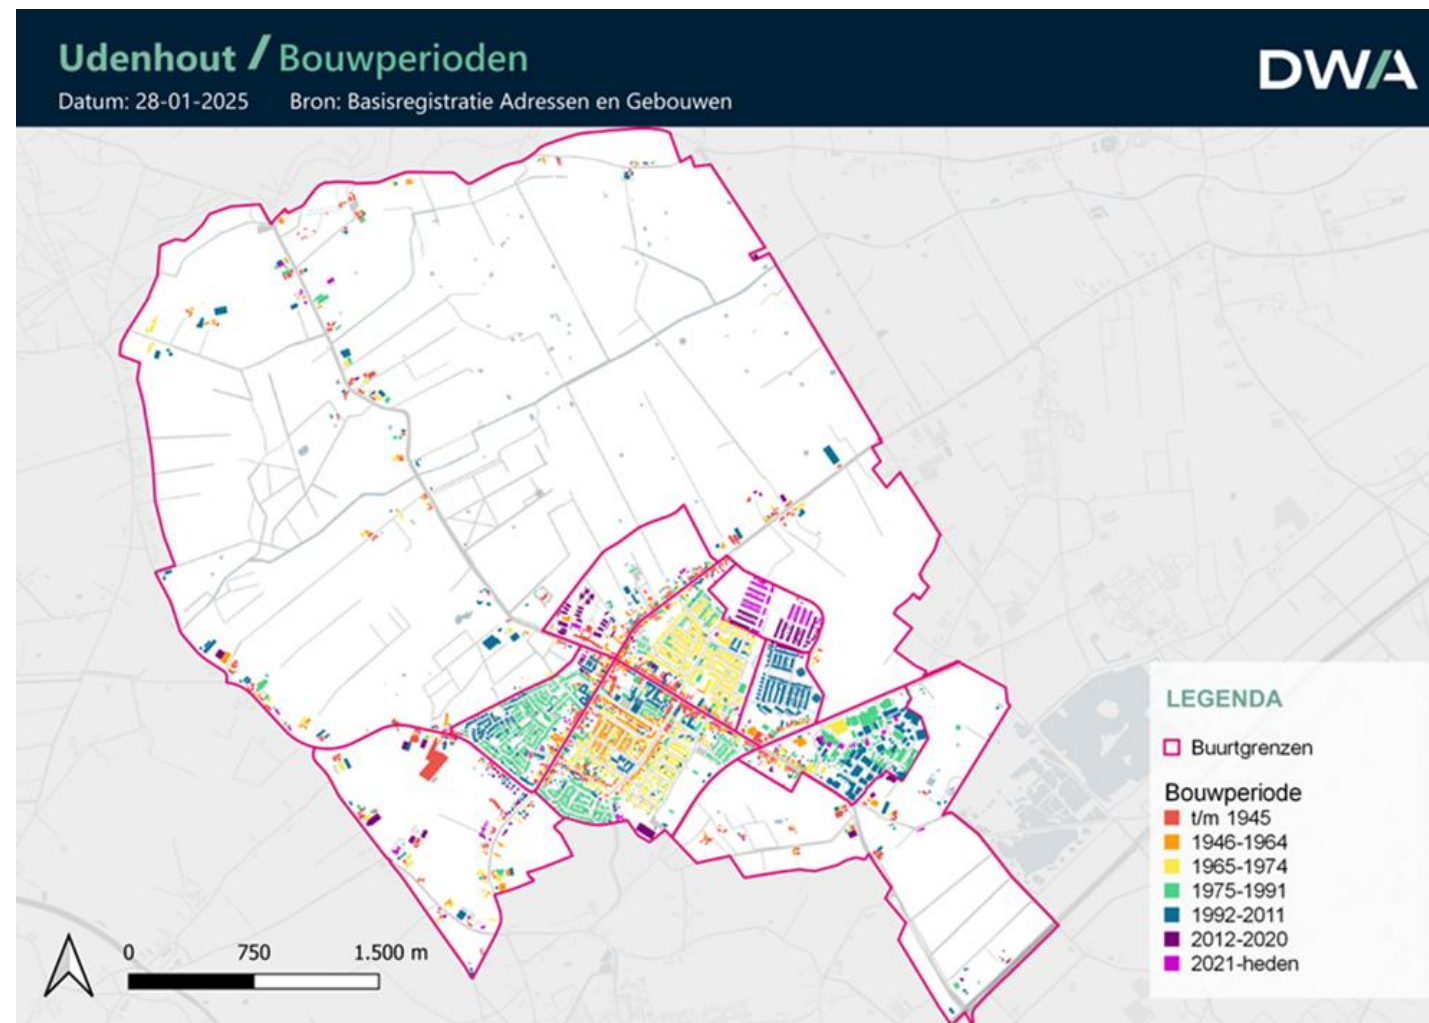 Udenhout / Bouwperioden
DWA
Datum: 28-01-2025 Bron: Basisregistratie Adressen en Gebouwen
LEGENDA
Buurtgrenzen
Bouwperiode
t/m 1945
1946-1964
1965-1974
1975-1991
1992-2011
2012-2020
2021-heden
0 750 1.500 m